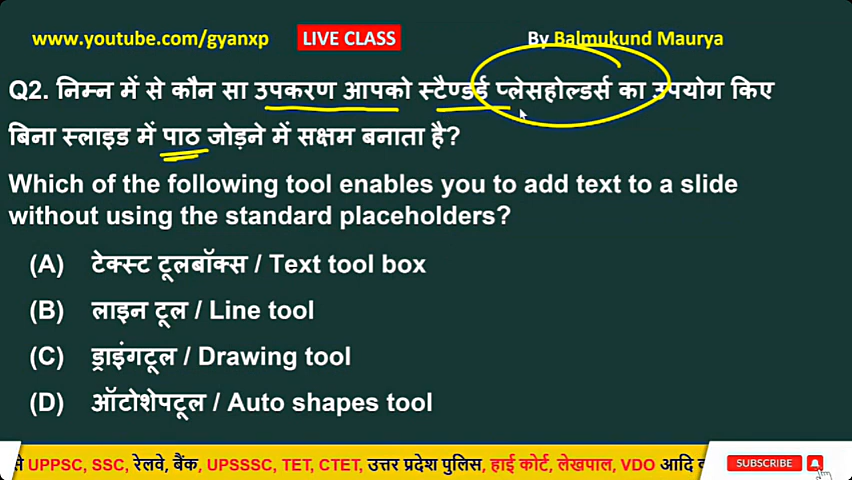 www.youtube.com/gyanxp LIVE CLASS By Balmukund Maurya
Q2. निम्न में से कौन सा उपकरण आपको स्टैण्डर्ड प्लेसहोल्डर्स का उपयोग किए
बिना स्लाइड में पाठ जोड़ने में सक्षम बनाता है?
Which of the following tool enables you to add text to a slide
without using the standard placeholders?
(A) टेक्स्ट टूलबॉक्स / Text tool box
(B) लाइन टूल / Line tool
(C) ड्राइंगटूल / Drawing tool
(D) ऑटोशेपटूल / Auto shapes tool
से UPPSC, SSC, रेलवे, बैंक, UPSSSC, TET, CTET, उत्तर प्रदेश पुलिस, हाई कोर्ट, लेखपाल, VDO आदि SUBSCRIBE